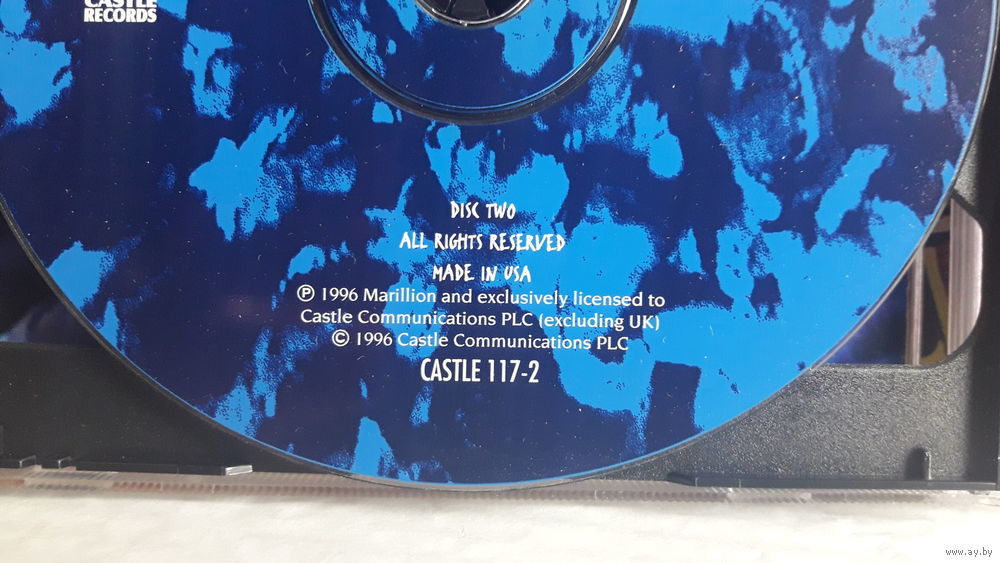 CASTLE
RECORDS
DISC TWO
ALL RIGHTS RESERVED
MADE IN USA
Ⓟ 1996 Marillion and exclusively licensed to
Castle Communications PLC (excluding UK)
© 1996 Castle Communications PLC
CASTLE 117-2
www.ay.by